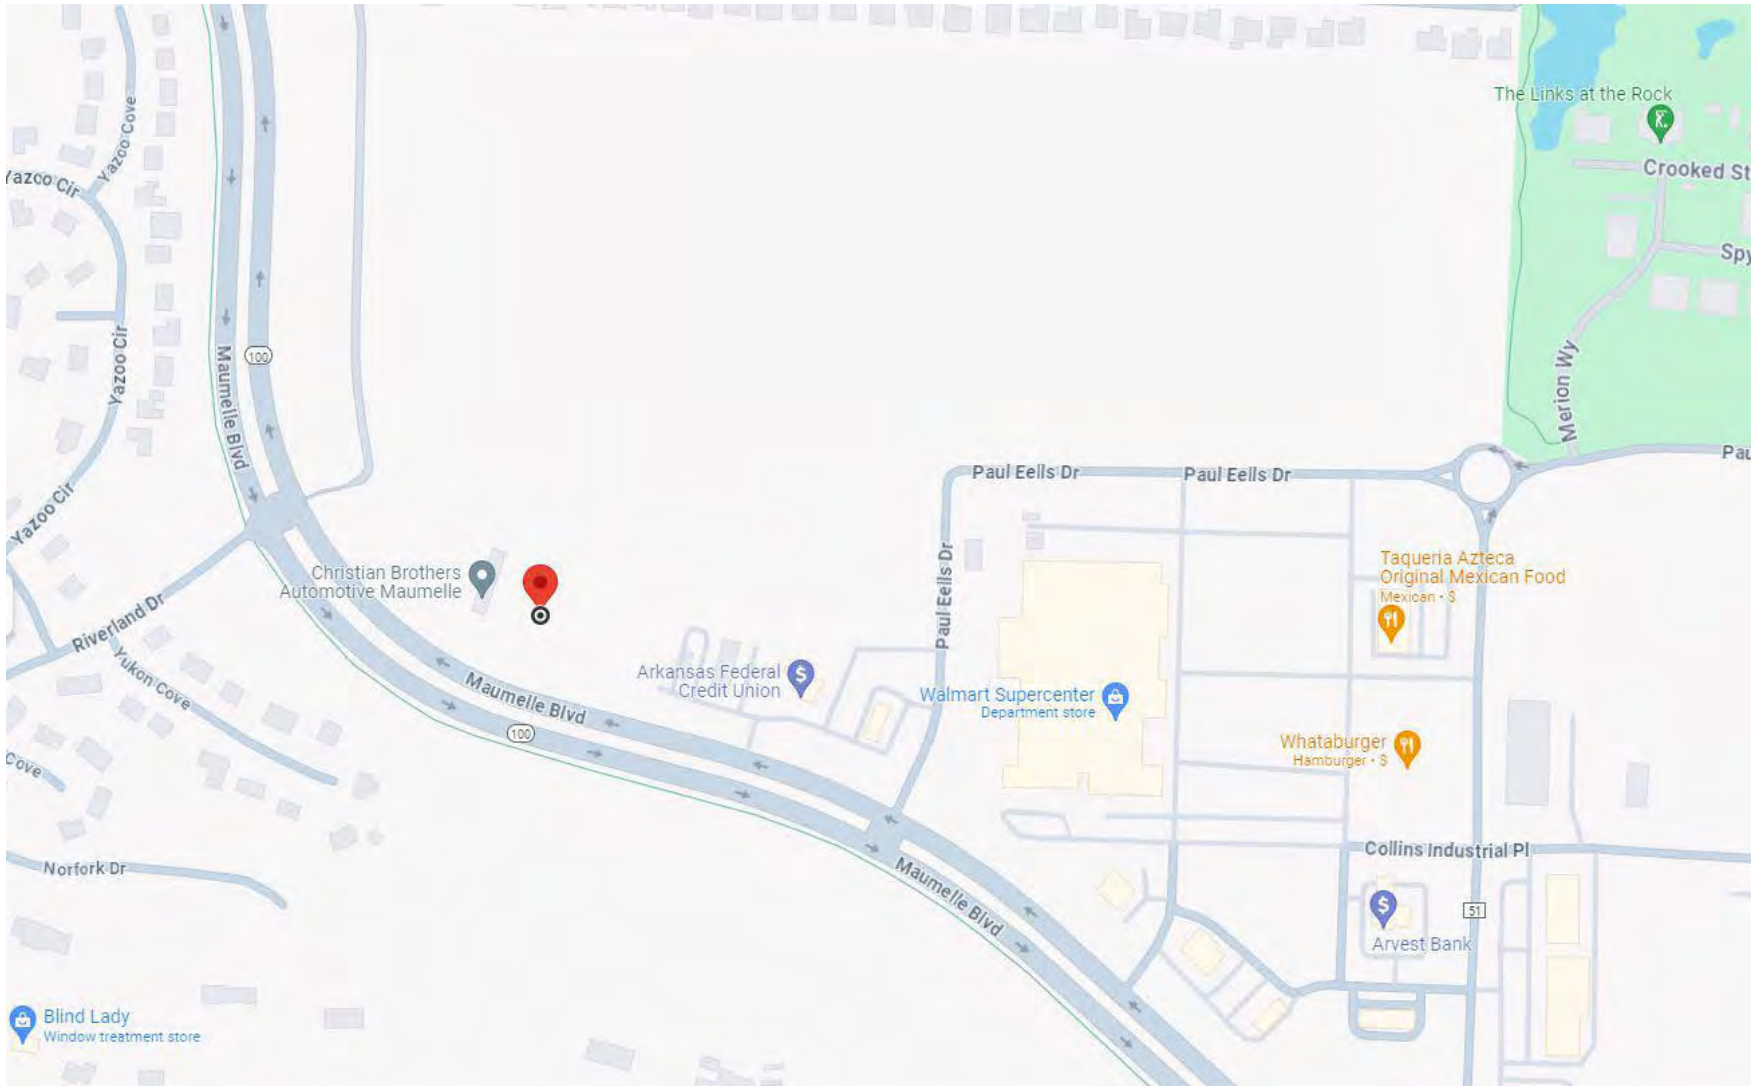 The Links at the Rock
Yazoo Cove
Yazoo Cir
Crooked St
Spy
Yazoo Cir
Maumelle Blvd
100
Merion Wy
Paul Eells Dr
Paul Eells Dr
Pau
Yazoo Cir
Christian Brothers
Automotive Maumelle
Paul Eells Dr
Taqueria Azteca
Original Mexican Food
Mexican • $
Riverland Dr
Yukon Cove
Arkansas Federal
Credit Union
Maumelle Blvd
Walmart Supercenter
Department store
100
Whataburger
Hamburger • $
Cove
Collins Industrial Pl
Norfork Dr
Maumelle Blvd
51
Arvest Bank
Blind Lady
Window treatment store